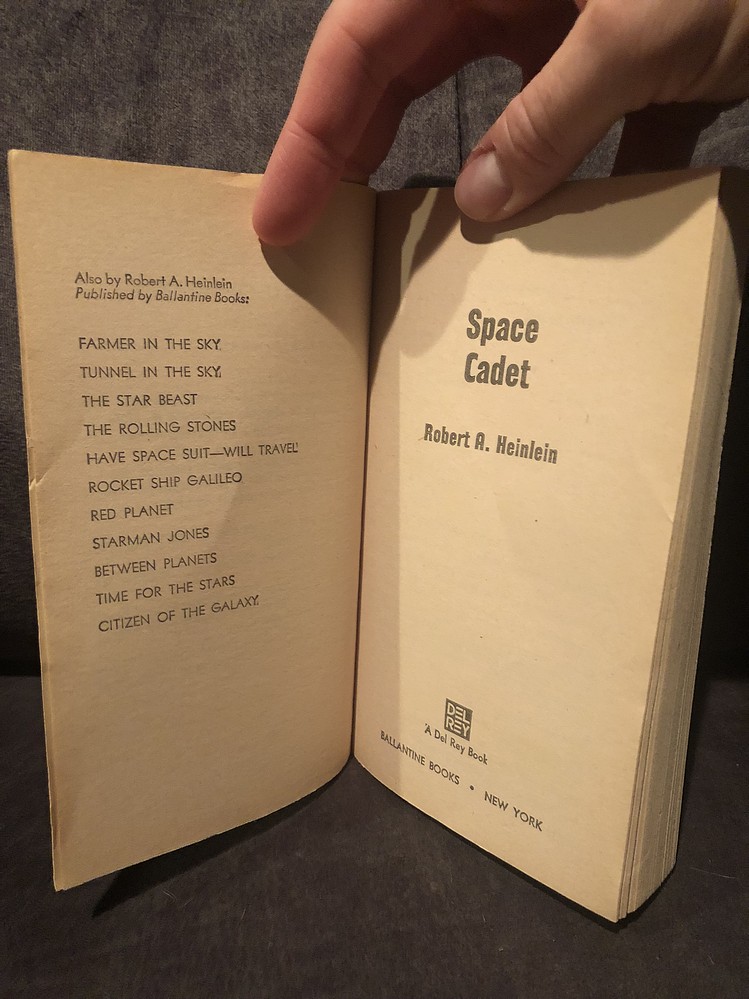 Also by Robert A. Heinlein
Published by Ballantine Books:
FARMER IN THE SKY
TUNNEL IN THE SKY
THE STAR BEAST
THE ROLLING STONES
HAVE SPACE SUIT—WILL TRAVEL
ROCKET SHIP GALILEO
RED PLANET
STARMAN JONES
BETWEEN PLANETS
TIME FOR THE STARS
CITIZEN OF THE GALAXY
Space
Cadet
Robert A. Heinlein
DEL
REY
A Del Rey Book
BALLANTINE BOOKS • NEW YORK